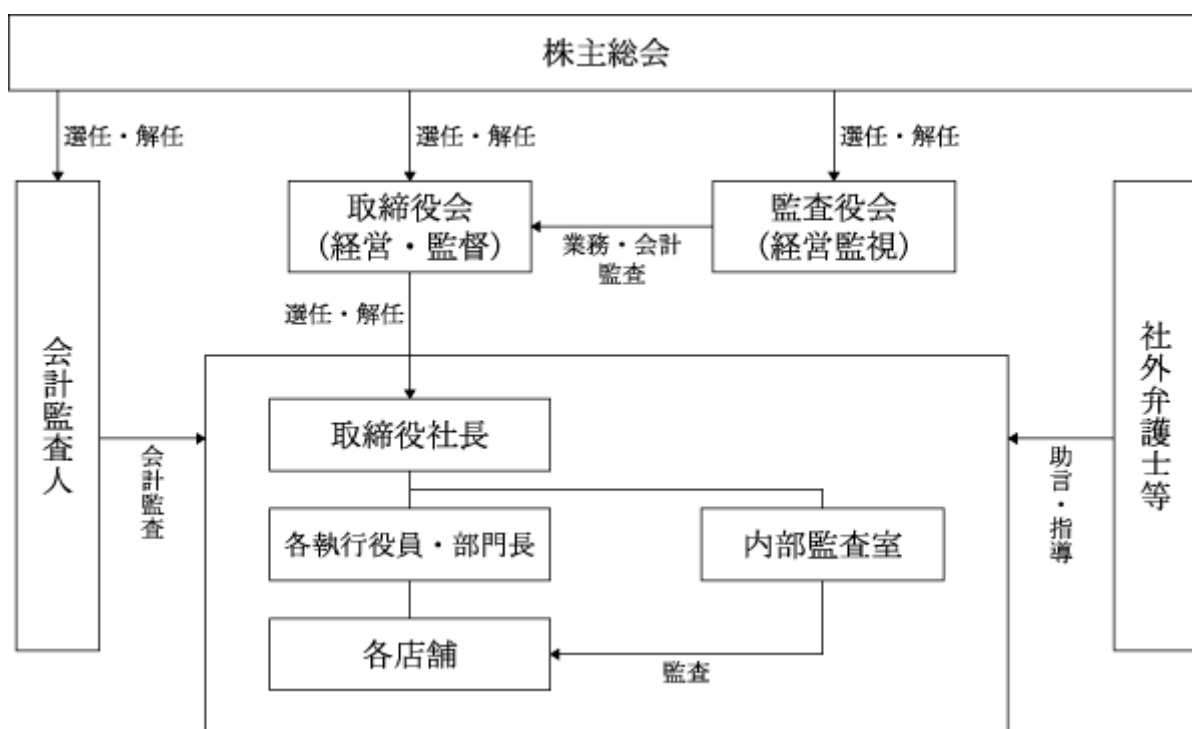 株主総会
選任・解任
選任・解任
選任・解任
取締役会
（経営・監督）
監査役会
（経営監視）
業務・会計
監査
選任・解任
会計監査人
社外弁護士等
取締役社長
会計監査
助言・指導
各執行役員・部門長
内部監査室
各店舗
監査